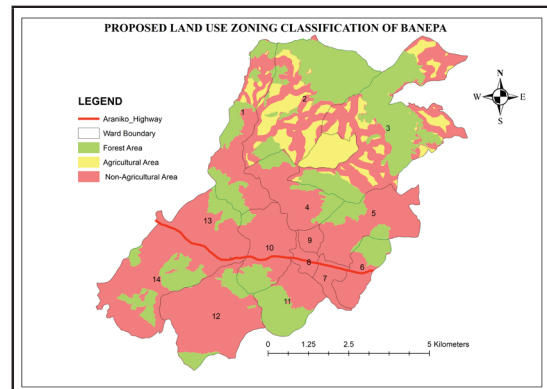 PROPOSED LAND USE ZONING CLASSIFICATION OF BANEPA
N
W E
S
LEGEND
Araniko_Highway
Ward Boundary
Forest Area
Agricultural Area
Non-Agricultural Area
2
1
3
4
5
13
9
10
8
6
7
14
11
12
0 1.25 2.5 5 Kilometers